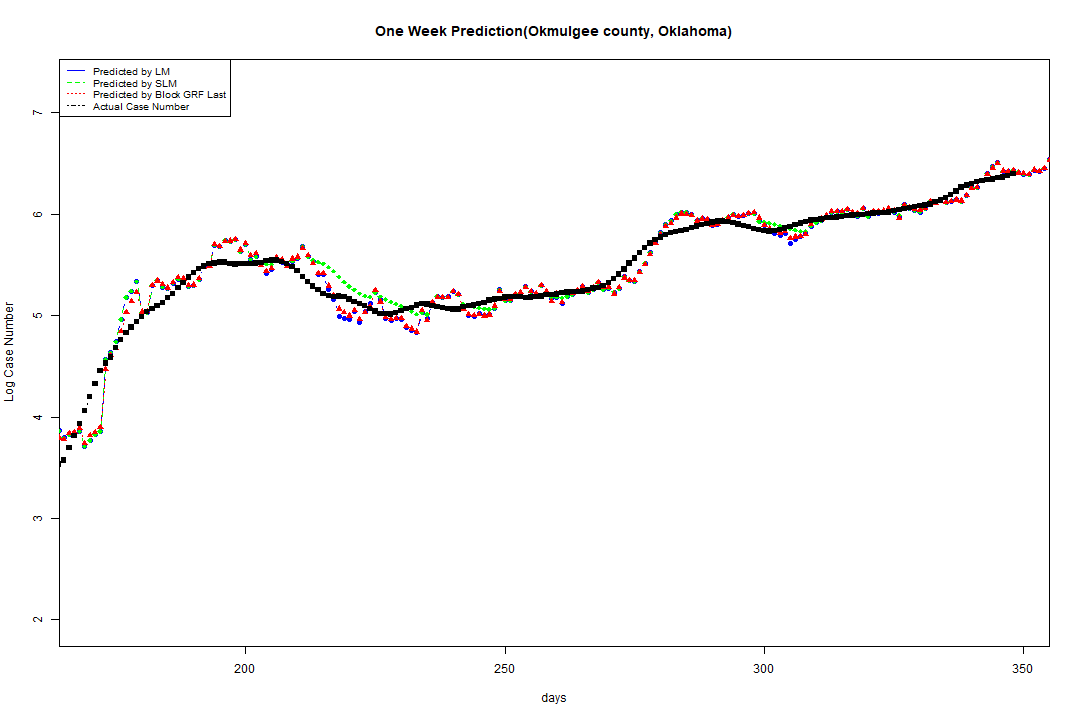 One Week Prediction(Okmulgee county, Oklahoma)
Predicted by LM
Predicted by SLM
Predicted by Block GRF Last
Actual Case Number
7
6
5
4
3
2
Log Case Number
200
250
300
350
days